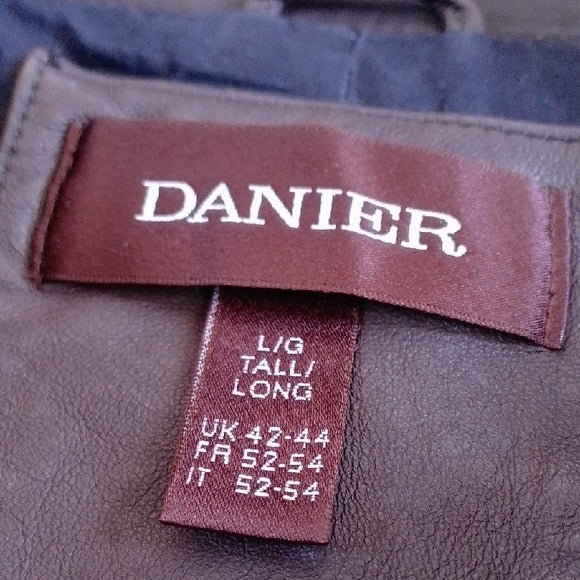 DANIER
L/G
TALL/
LONG
UK 42-44
FR 52-54
IT 52-54